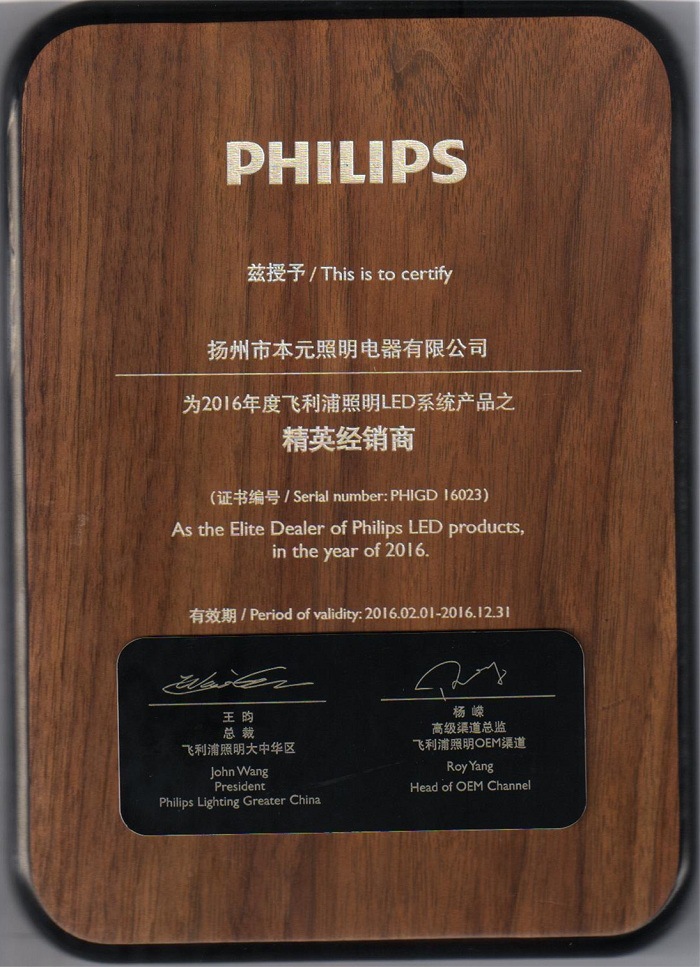 PHILIPS
兹授予 / This is to certify
扬州市本元照明电器有限公司
为2016年度飞利浦照明LED系统产品之
精英经销商
(证书编号 / Serial number: PHIGD 16023)
As the Elite Dealer of Philips LED products,
in the year of 2016.
有效期 / Period of validity: 2016.02.01-2016.12.31
王 昀
总 裁
飞利浦照明大中华区
John Wang
President
Philips Lighting Greater China
杨 嵘
高级渠道总监
飞利浦照明OEM渠道
Roy Yang
Head of OEM Channel